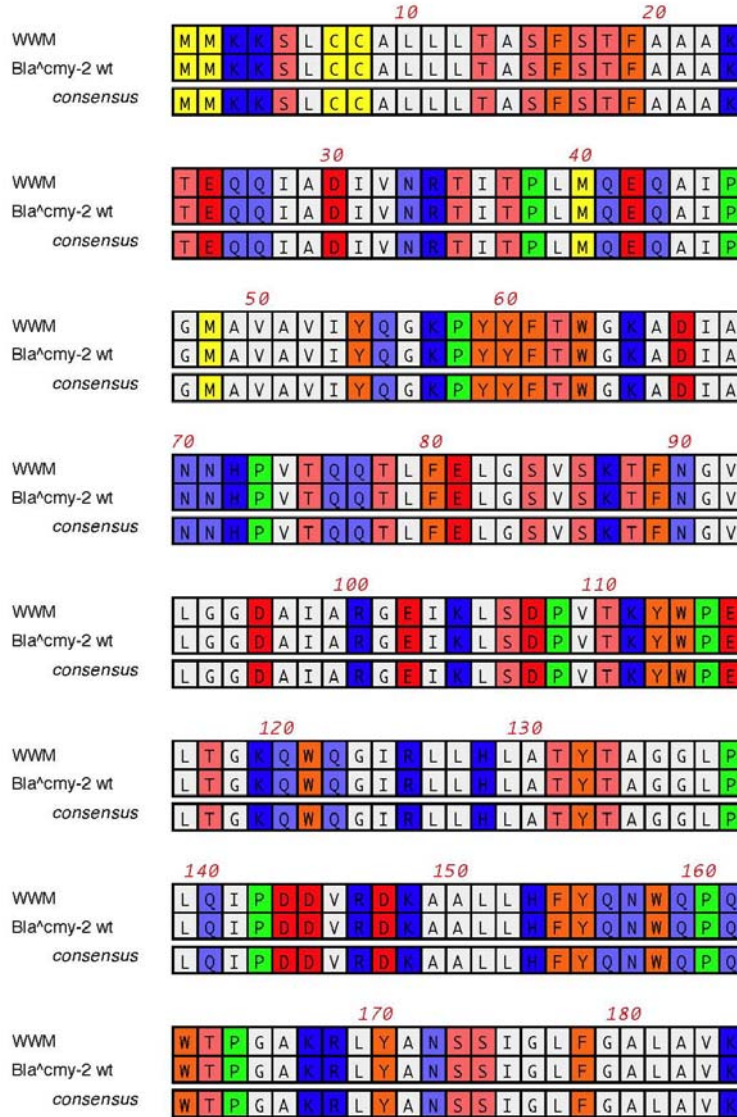 10 20
WWM M M K K S L C C A L L L T A S F S T F A A A K
Bla^cmy-2 wt M M K K S L C C A L L L T A S F S T F A A A K
consensus M M K K S L C C A L L L T A S F S T F A A A K
30 40
WWM T E Q Q I A D I V N R T I T P L M Q E Q A I P
Bla^cmy-2 wt T E Q Q I A D I V N R T I T P L M Q E Q A I P
consensus T E Q Q I A D I V N R T I T P L M Q E Q A I P
50 60
WWM G M A V A V I Y Q G K P Y Y F T W G K A D I A
Bla^cmy-2 wt G M A V A V I Y Q G K P Y Y F T W G K A D I A
consensus G M A V A V I Y Q G K P Y Y F T W G K A D I A
70 80 90
WWM N N H P V T Q Q T L F E L G S V S K T F N G V
Bla^cmy-2 wt N N H P V T Q Q T L F E L G S V S K T F N G V
consensus N N H P V T Q Q T L F E L G S V S K T F N G V
100 110
WWM L G G D A I A R G E I K L S D P V T K Y W P E
Bla^cmy-2 wt L G G D A I A R G E I K L S D P V T K Y W P E
consensus L G G D A I A R G E I K L S D P V T K Y W P E
120 130
WWM L T G K Q W Q G I R L L H L A T Y T A G G L P
Bla^cmy-2 wt L T G K Q W Q G I R L L H L A T Y T A G G L P
consensus L T G K Q W Q G I R L L H L A T Y T A G G L P
140 150 160
WWM L Q I P D D V R D K A A L L H F Y Q N W Q P Q
Bla^cmy-2 wt L Q I P D D V R D K A A L L H F Y Q N W Q P Q
consensus L Q I P D D V R D K A A L L H F Y Q N W Q P Q
170 180
WWM W T P G A K R L Y A N S S I G L F G A L A V K
Bla^cmy-2 wt W T P G A K R L Y A N S S I G L F G A L A V K
consensus W T P G A K R L Y A N S S I G L F G A L A V K